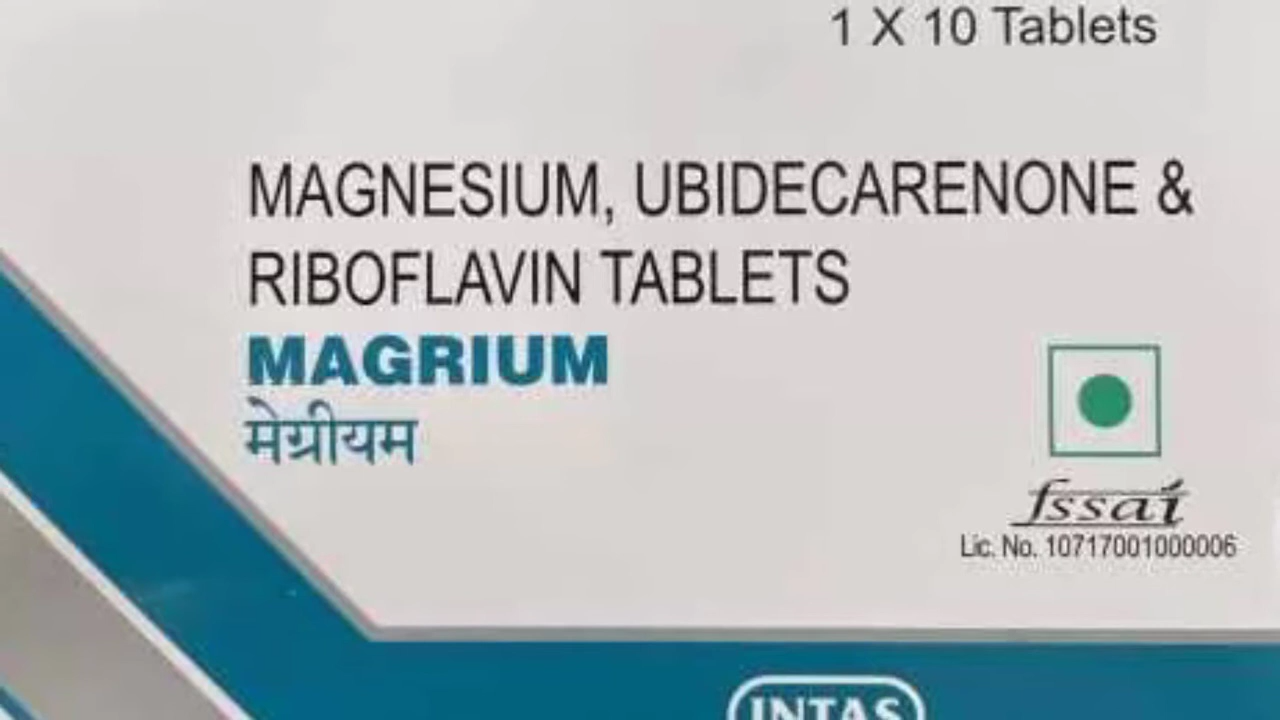 1 X 10 Tablets
MAGNESIUM, UBIDECARENONE &
RIBOFLAVIN TABLETS
MAGRIUM
मेग्रीयम
fssai
Lic. No. 10717001000006
INTAS